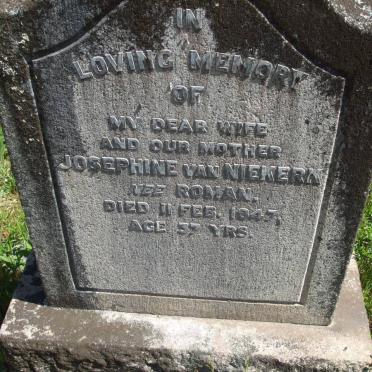 IN
LOVING MEMORY
OF
MY DEAR WIFE
AND OUR MOTHER
JOSEPHINE VAN NIEKERK
NEE ROMAN.
DIED 11 FEB. 1947,
AGE 57 YRS.